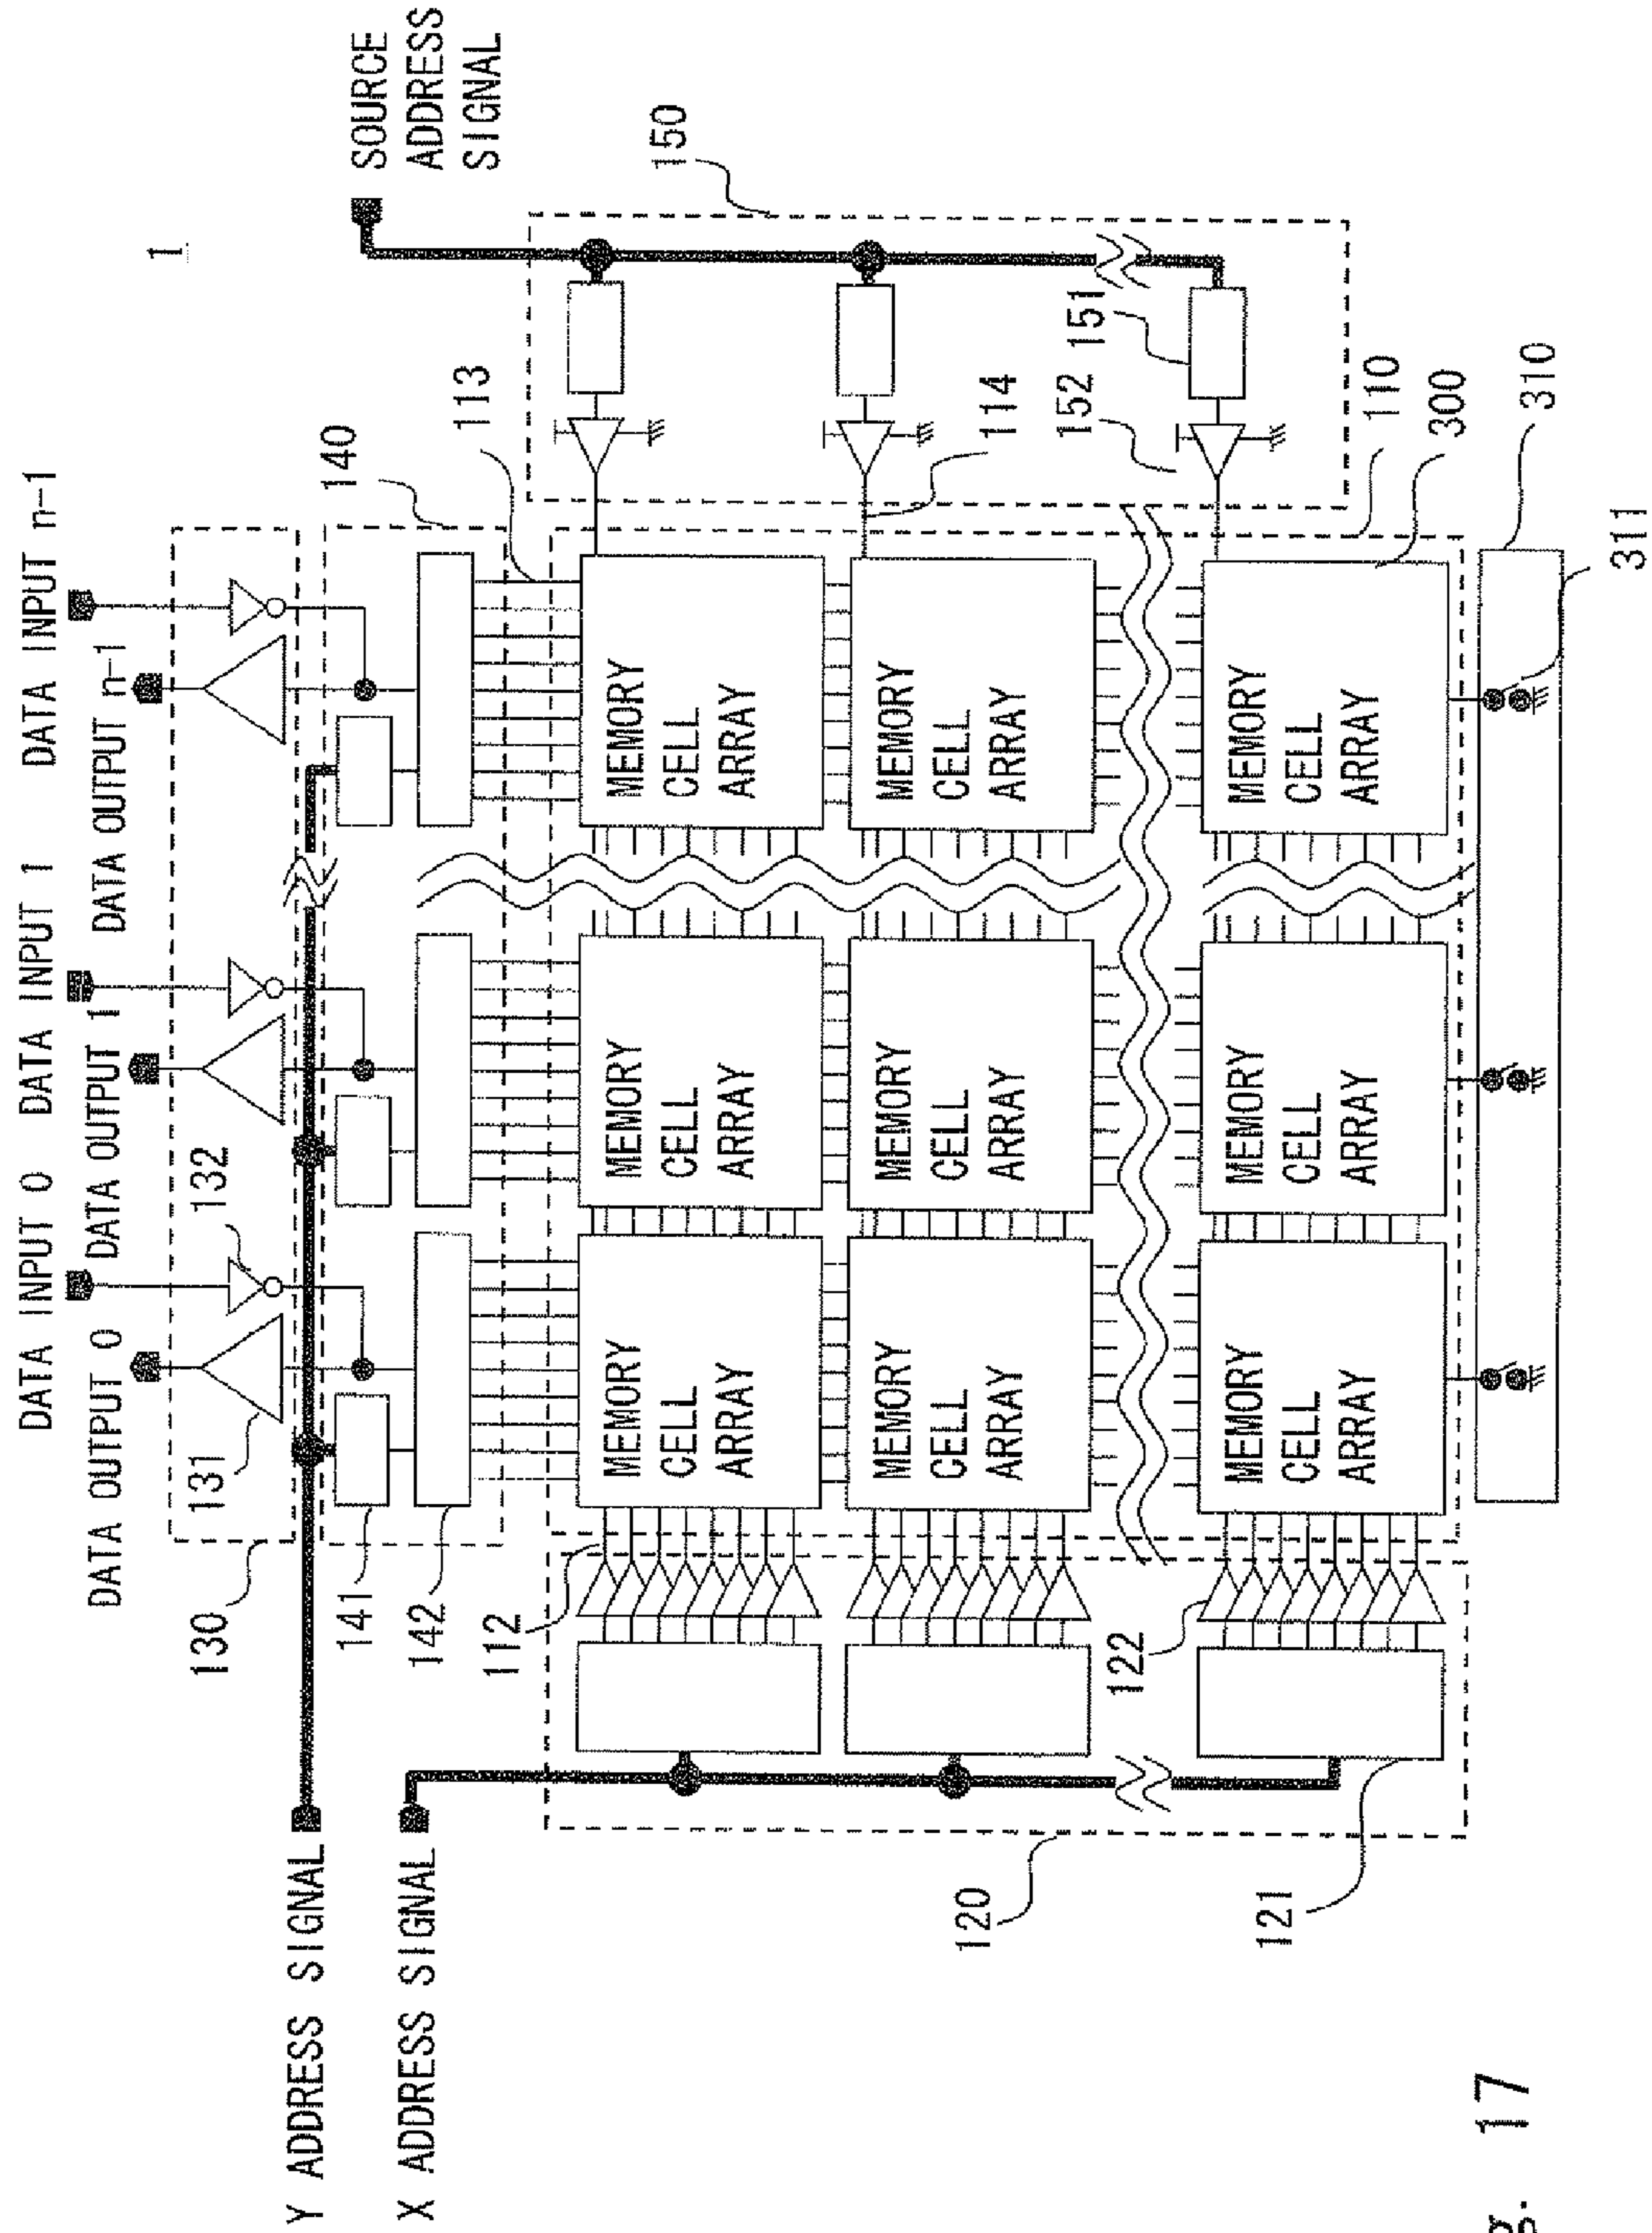 DATA INPUT 0
DATA INPUT 1
DATA INPUT n-1
DATA OUTPUT 0
DATA OUTPUT 1
DATA OUTPUT n-1
1
130
131
132
Y ADDRESS SIGNAL
141
140
SOURCE
ADDRESS
SIGNAL
X ADDRESS SIGNAL
142
113
112
150
MEMORY
CELL
ARRAY
MEMORY
CELL
ARRAY
MEMORY
CELL
ARRAY
MEMORY
CELL
ARRAY
MEMORY
CELL
ARRAY
MEMORY
CELL
ARRAY
114
120
122
152
151
MEMORY
CELL
ARRAY
MEMORY
CELL
ARRAY
MEMORY
CELL
ARRAY
121
110
300
310
311
g. 17